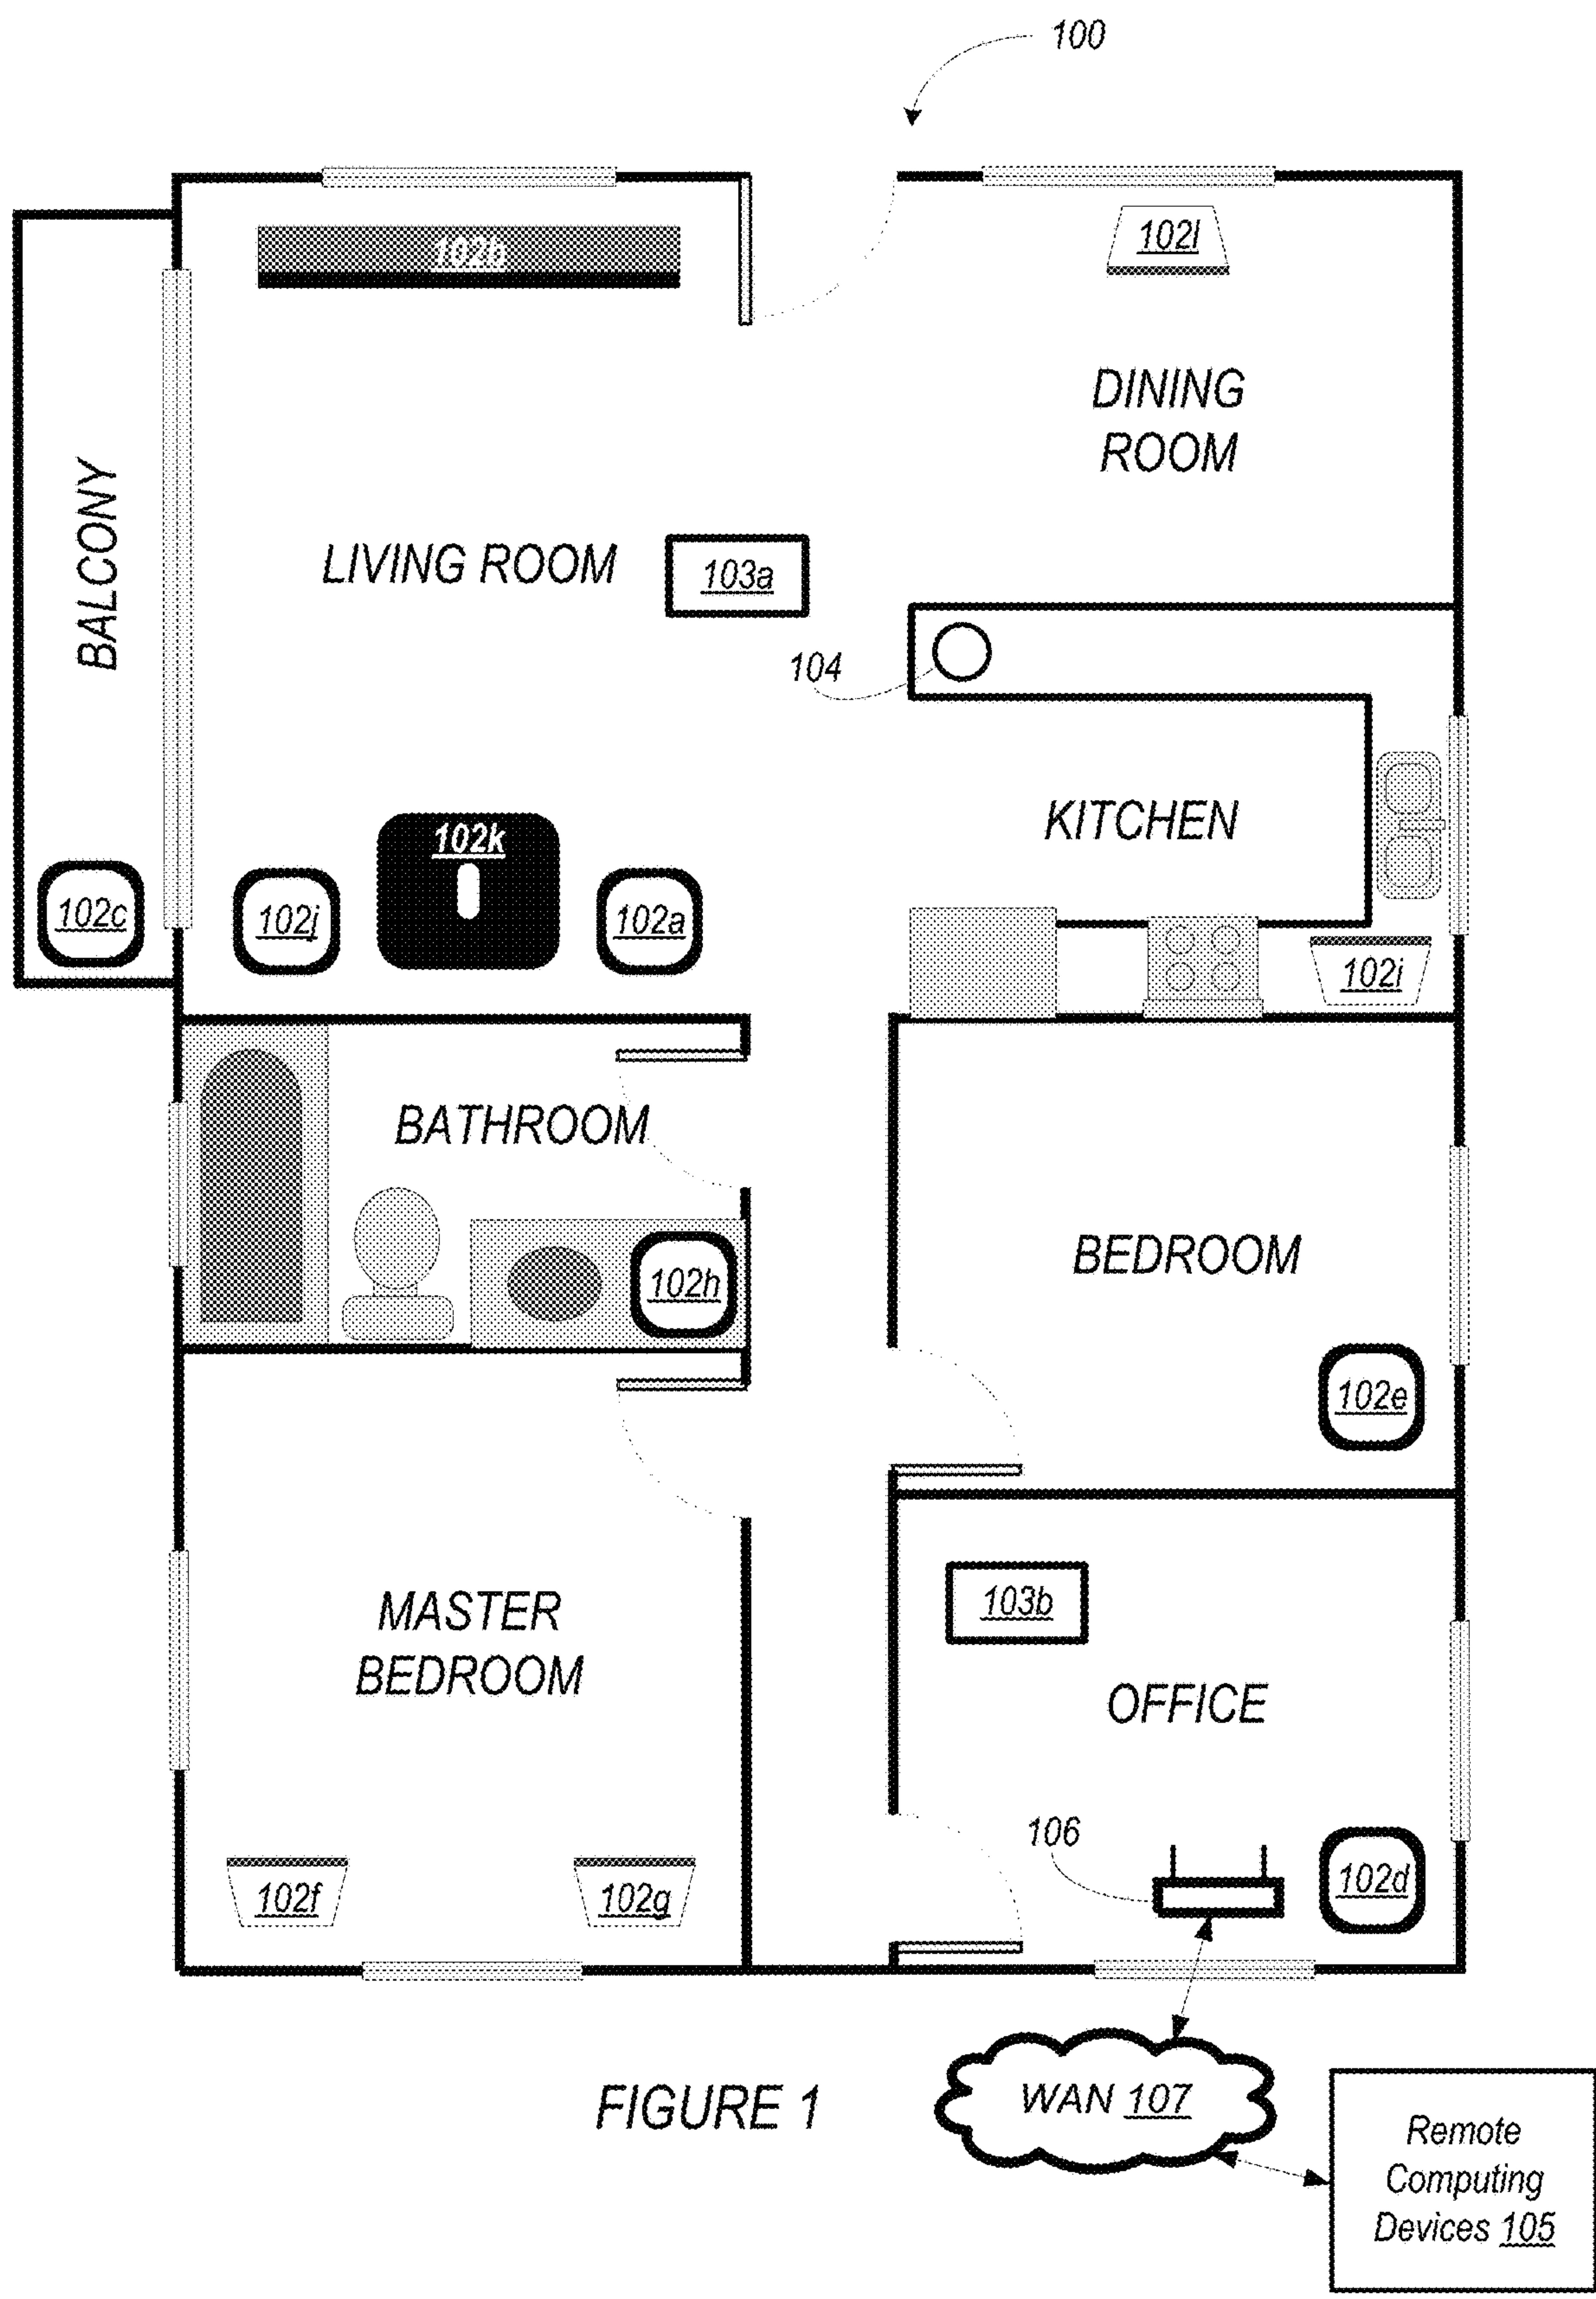 100
102b
102l
DINING
ROOM
BALCONY
LIVING ROOM
103a
104
KITCHEN
102k
102c
102j
102a
102i
BATHROOM
BEDROOM
102h
102e
MASTER
BEDROOM
103b
OFFICE
106
102d
102f
102g
FIGURE 1
WAN 107
Remote
Computing
Devices 105